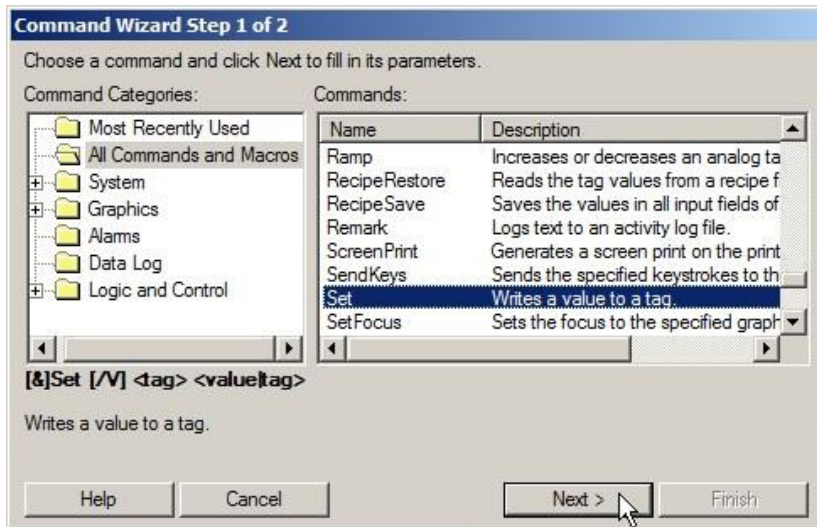 Command Wizard Step 1 of 2
Choose a command and click Next to fill in its parameters.
Command Categories:
Most Recently Used
All Commands and Macros
System
Graphics
Alarms
Data Log
Logic and Control
Commands:
Name Description
Ramp Increases or decreases an analog ta
RecipeRestore Reads the tag values from a recipe f
RecipeSave Saves the values in all input fields of
Remark Logs text to an activity log file.
ScreenPrint Generates a screen print on the print
SendKeys Sends the specified keystrokes to th
Set Writes a value to a tag.
SetFocus Sets the focus to the specified graph
[&]Set [/V] <tag> <value|tag>
Writes a value to a tag.
Help Cancel Next > Finish